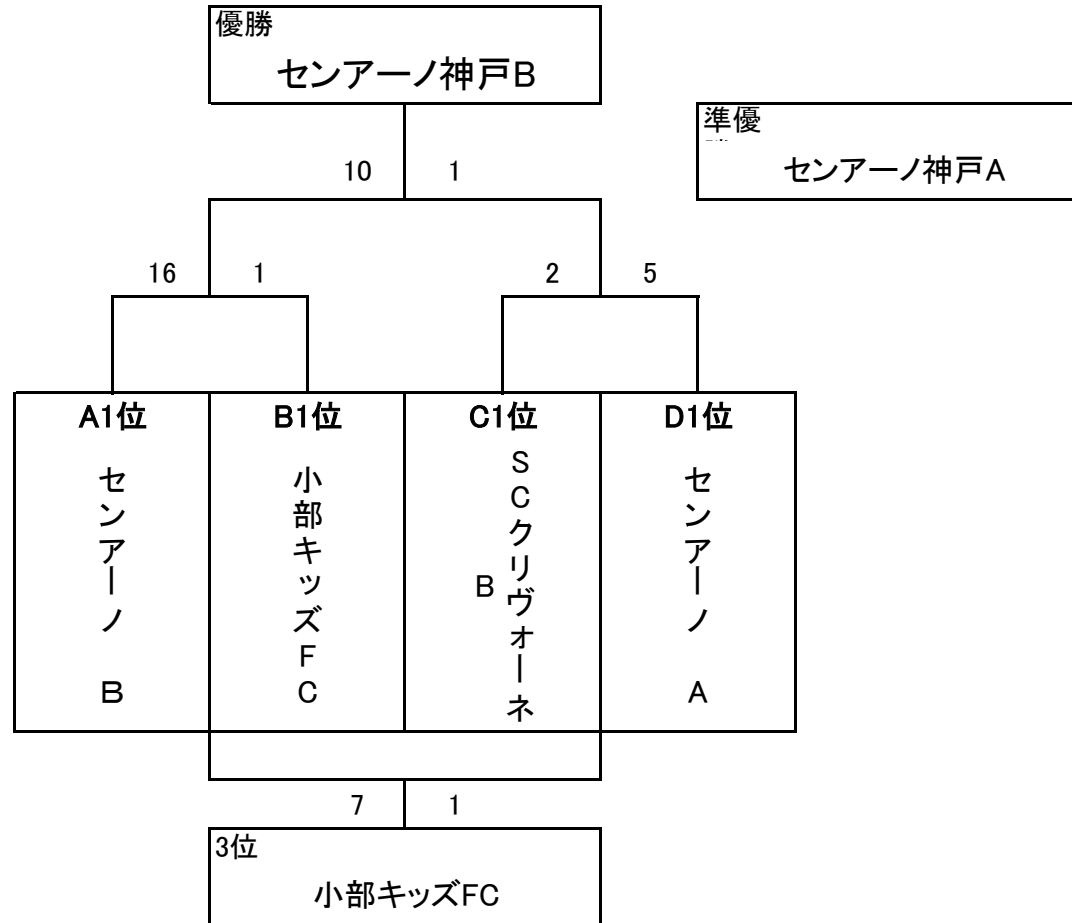 優勝
センアーノ神戸B
準優
センアーノ神戸A
10 1
16 1
2 5
A1位
B1位
C1位
D1位
センアーノ B
小部キッズFC
SCクリヴォーネ
B
センアーノ A
7 1
3位
小部キッズFC